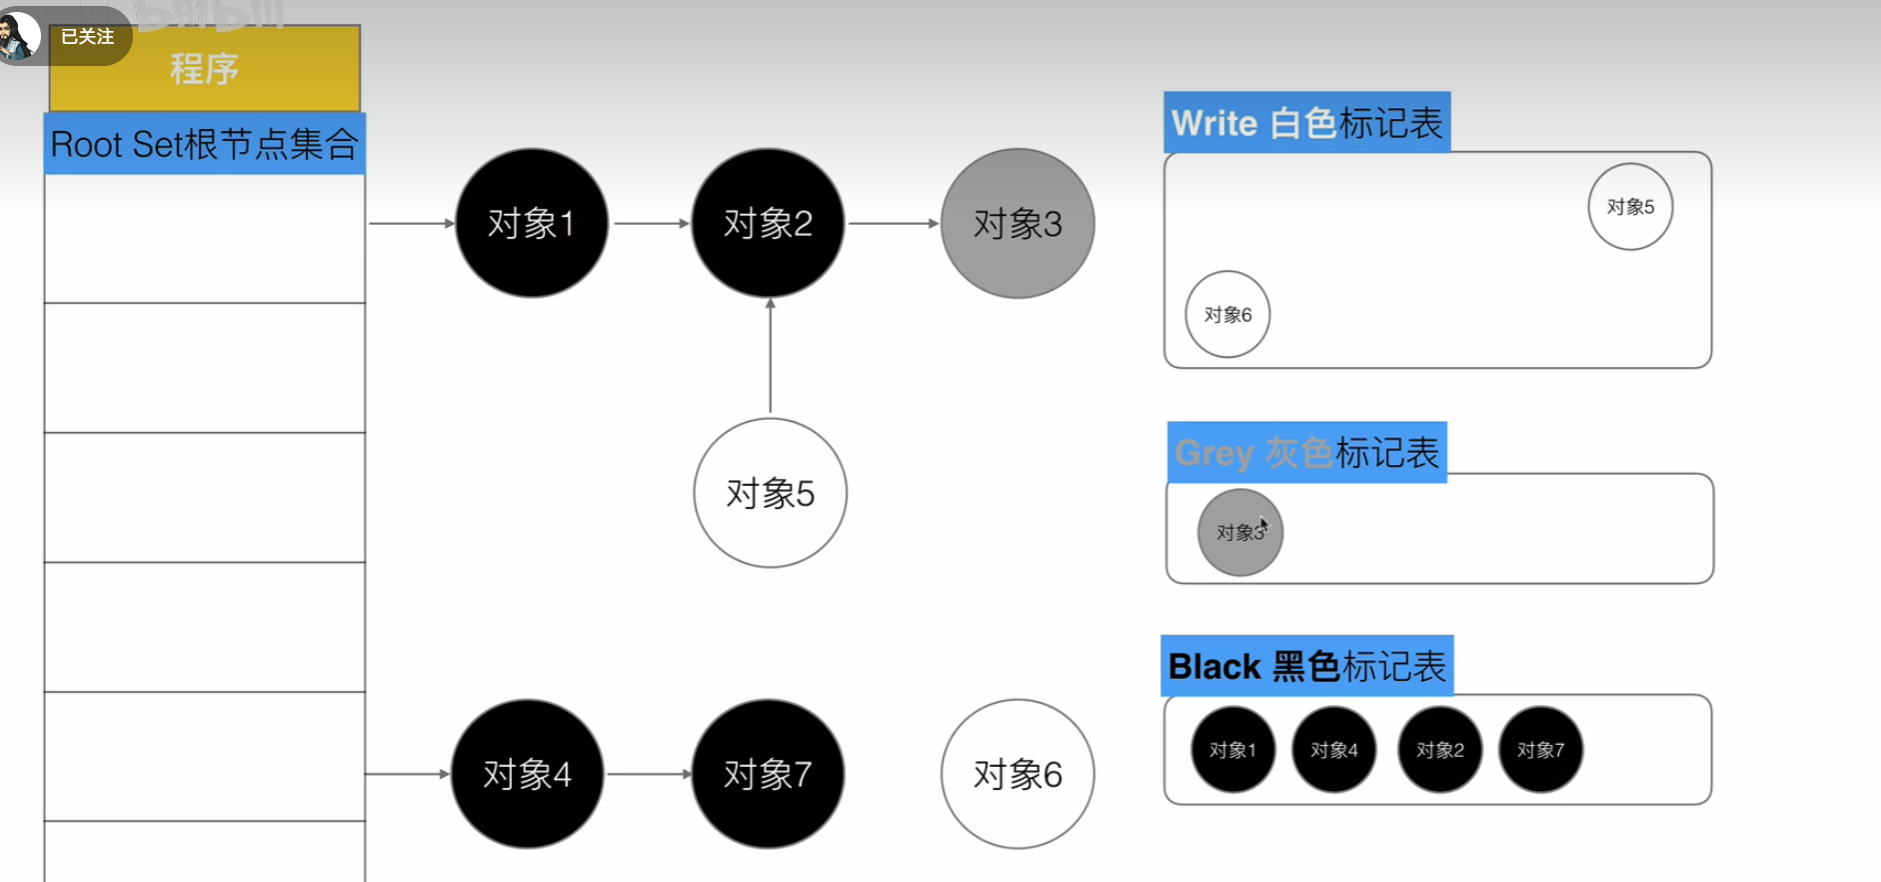 bilibili
已关注
程序
Root Set根节点集合
对象1
对象2
对象3
对象5
对象4
对象7
对象6
Write 白色标记表
对象5
对象6
Grey 灰色标记表
对象3
Black 黑色标记表
对象1
对象4
对象2
对象7